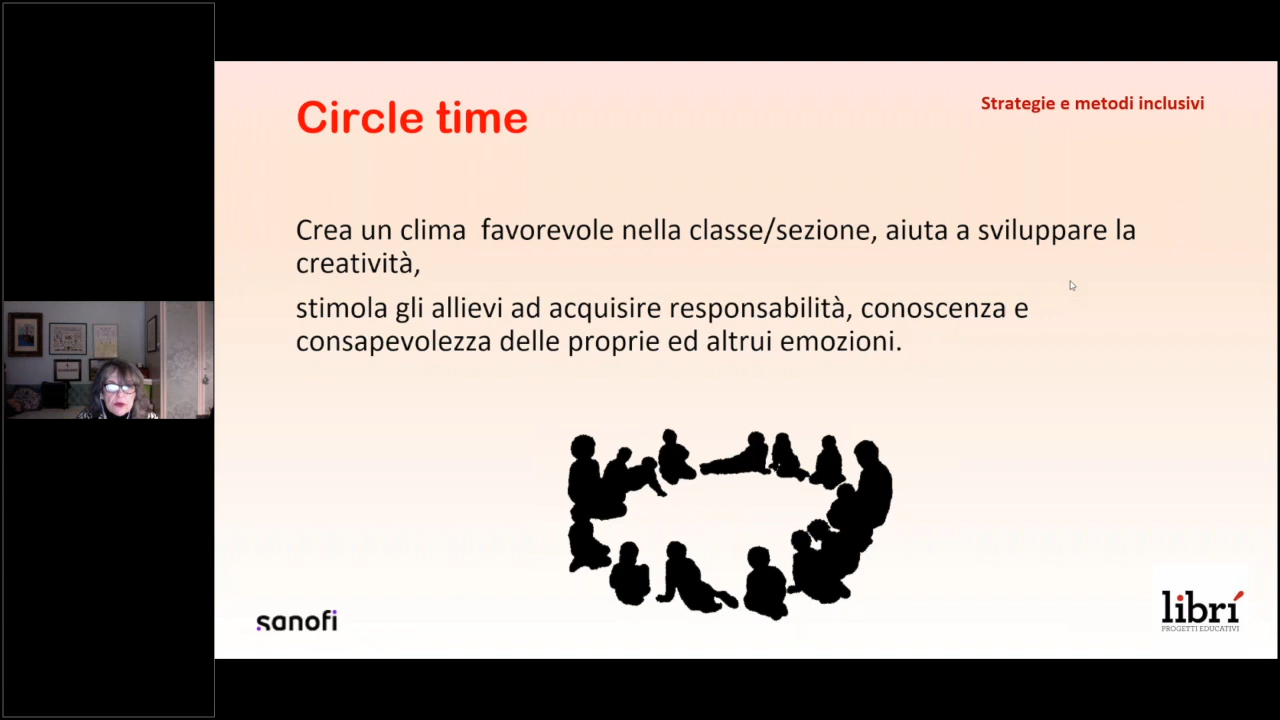 Circle time
Strategie e metodi inclusivi
Crea un clima  favorevole nella classe/sezione, aiuta a sviluppare la
creatività,
stimola gli allievi ad acquisire responsabilità, conoscenza e
consapevolezza delle proprie ed altrui emozioni.
sanofi
librí
PROGETTI EDUCATIVI